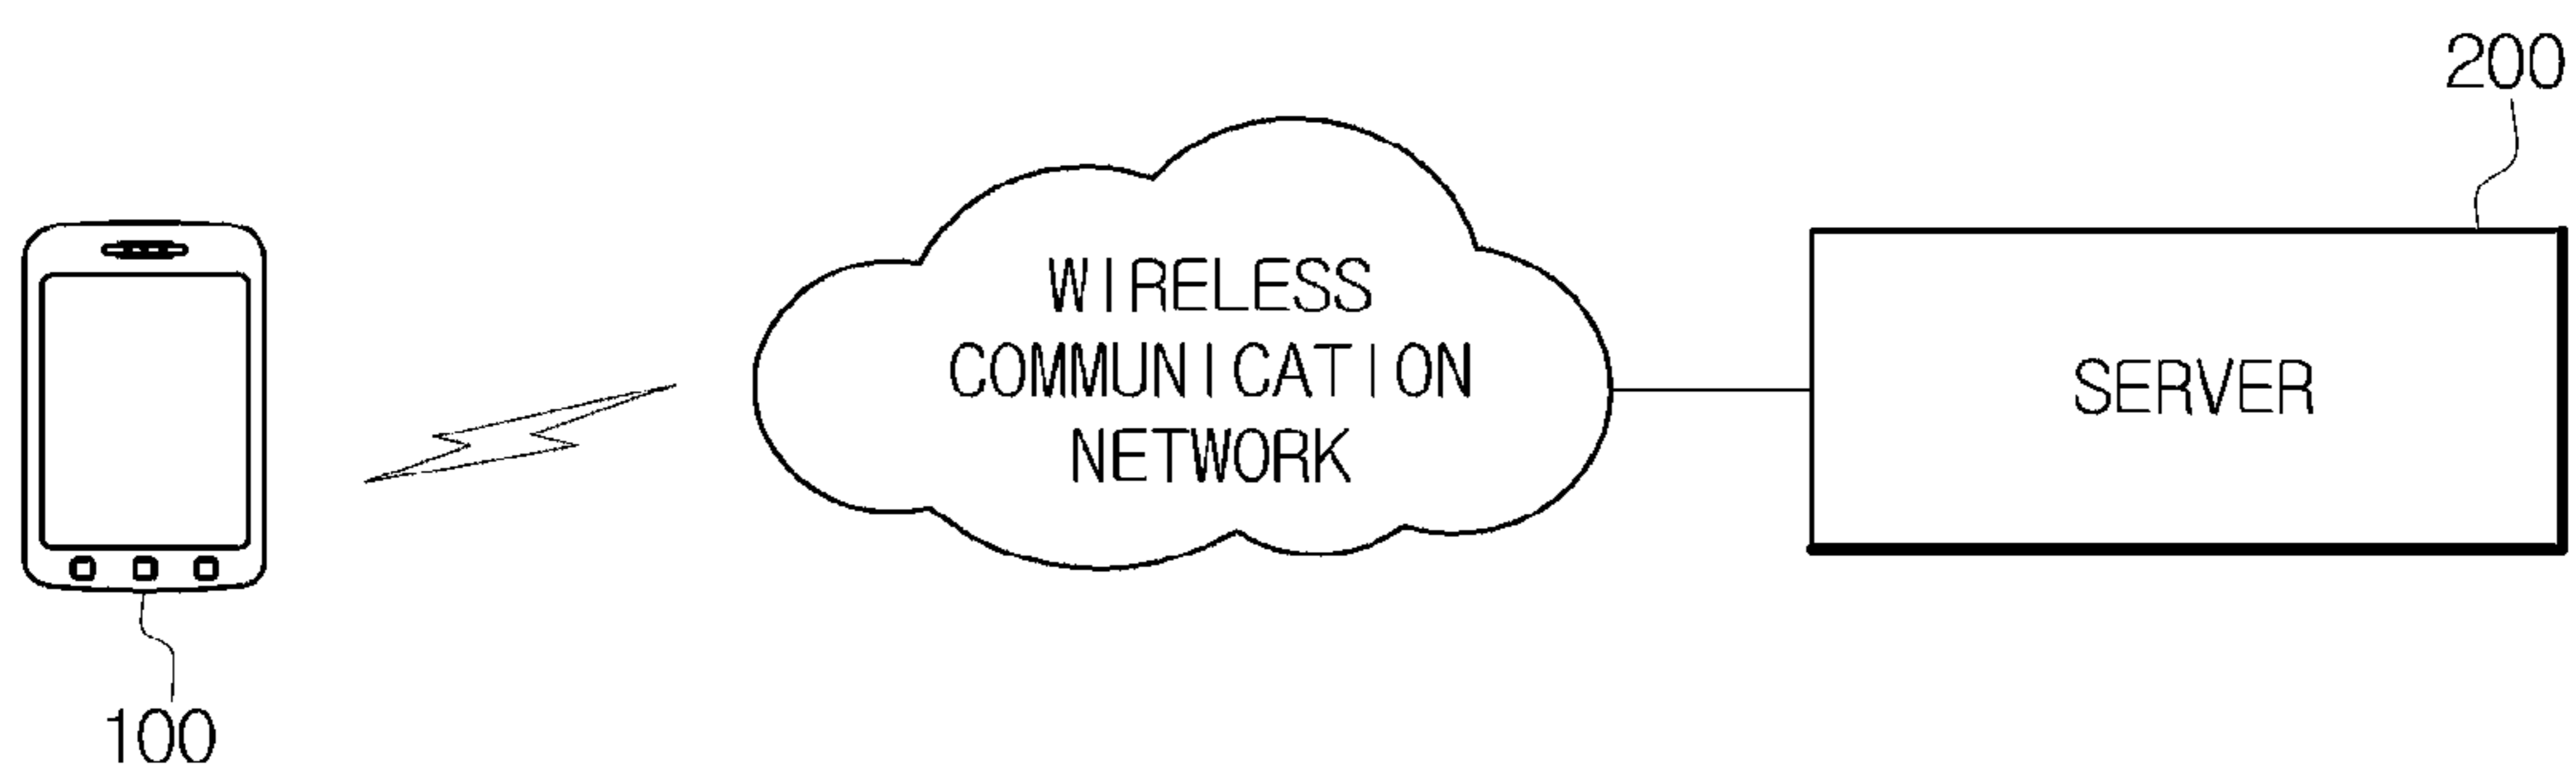 200
WIRELESS
COMMUNICATION
NETWORK
SERVER
100